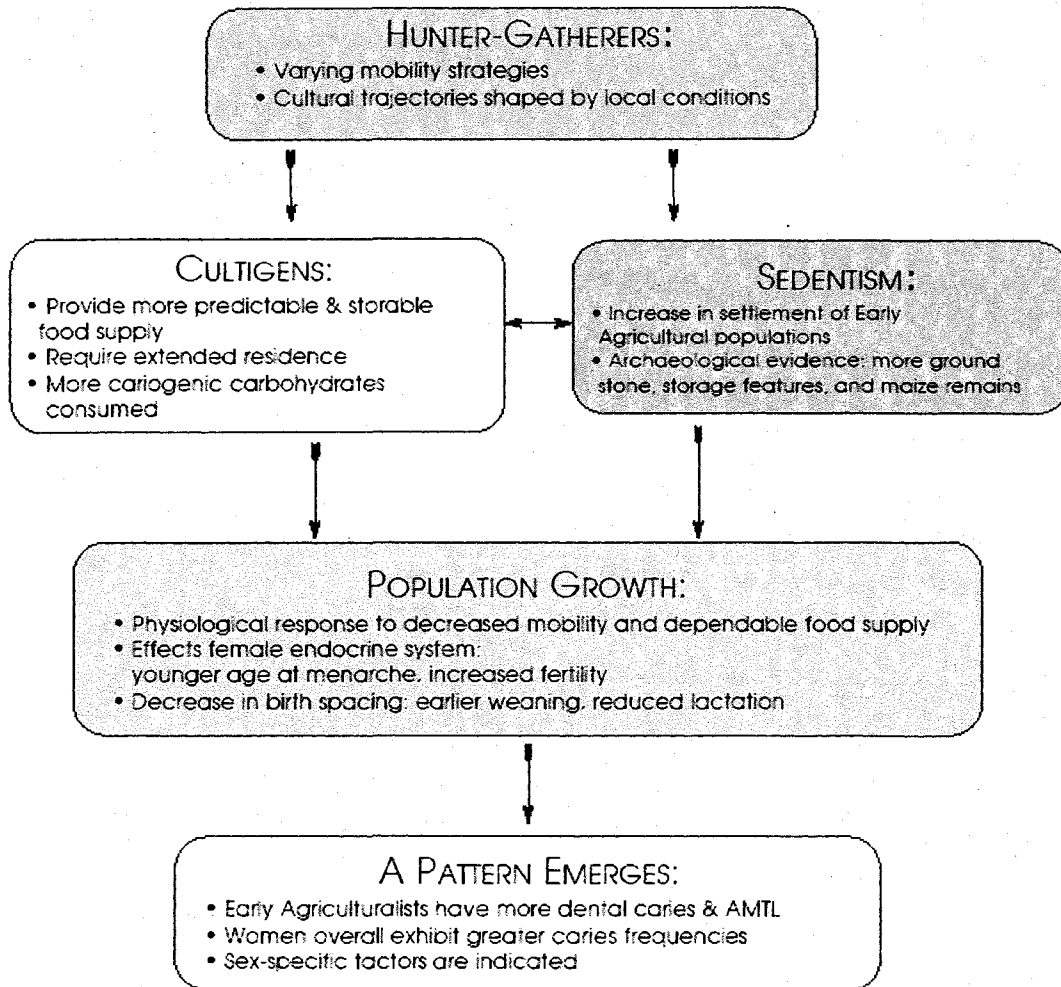 HUNTER-GATHERERS:
• Varying mobility strategies
• Cultural trajectories shaped by local conditions
CULTIGENS:
• Provide more predictable & storable
food supply
• Require extended residence
• More cariogenic carbohydrates
consumed
SEDENTISM:
• Increase in settlement of Early
Agricultural populations
• Archaeological evidence: more ground
stone, storage features, and maize remains
POPULATION GROWTH:
• Physiological response to decreased mobility and dependable food supply
• Effects female endocrine system:
younger age at menarche, increased fertility
• Decrease in birth spacing: earlier weaning, reduced lactation
A PATTERN EMERGES:
• Early Agriculturalists have more dental caries & AMTL
• Women overall exhibit greater caries frequencies
• Sex-specific factors are indicated